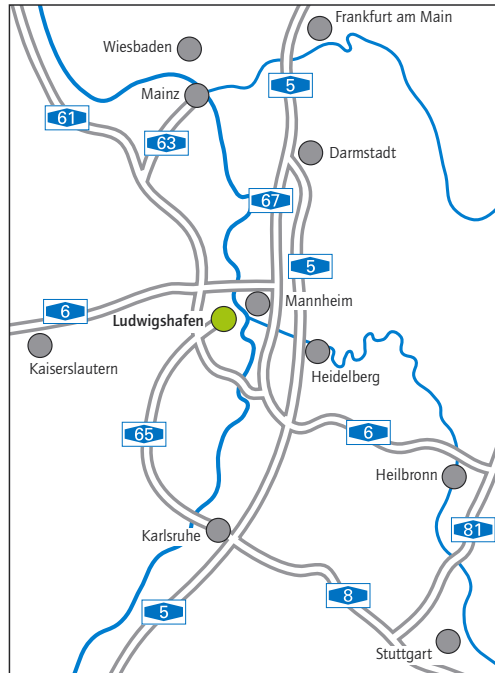 Frankfurt am Main
Wiesbaden
5
Mainz
61
63
Darmstadt
67
5
6
Mannheim
Ludwigshafen
Kaiserslautern
Heidelberg
65
6
Heilbronn
81
Karlsruhe
8
5
Stuttgart